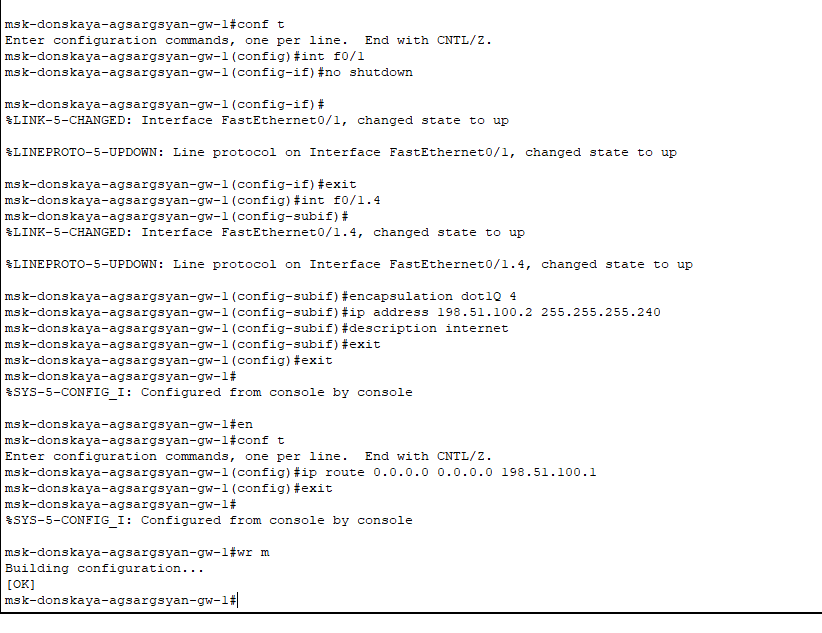 msk-donskaya-agsargsyan-gw-1#conf t
Enter configuration commands, one per line.  End with CNTL/Z.
msk-donskaya-agsargsyan-gw-1(config)#int f0/1
msk-donskaya-agsargsyan-gw-1(config-if)#no shutdown

msk-donskaya-agsargsyan-gw-1(config-if)#
%LINK-5-CHANGED: Interface FastEthernet0/1, changed state to up

%LINEPROTO-5-UPDOWN: Line protocol on Interface FastEthernet0/1, changed state to up

msk-donskaya-agsargsyan-gw-1(config-if)#exit
msk-donskaya-agsargsyan-gw-1(config)#int f0/1.4
msk-donskaya-agsargsyan-gw-1(config-subif)#
%LINK-5-CHANGED: Interface FastEthernet0/1.4, changed state to up

%LINEPROTO-5-UPDOWN: Line protocol on Interface FastEthernet0/1.4, changed state to up

msk-donskaya-agsargsyan-gw-1(config-subif)#encapsulation dot1Q 4
msk-donskaya-agsargsyan-gw-1(config-subif)#ip address 198.51.100.2 255.255.255.240
msk-donskaya-agsargsyan-gw-1(config-subif)#description internet
msk-donskaya-agsargsyan-gw-1(config-subif)#exit
msk-donskaya-agsargsyan-gw-1(config)#exit
msk-donskaya-agsargsyan-gw-1#
%SYS-5-CONFIG_I: Configured from console by console

msk-donskaya-agsargsyan-gw-1#en
msk-donskaya-agsargsyan-gw-1#conf t
Enter configuration commands, one per line.  End with CNTL/Z.
msk-donskaya-agsargsyan-gw-1(config)#ip route 0.0.0.0 0.0.0.0 198.51.100.1
msk-donskaya-agsargsyan-gw-1(config)#exit
msk-donskaya-agsargsyan-gw-1#
%SYS-5-CONFIG_I: Configured from console by console

msk-donskaya-agsargsyan-gw-1#wr m
Building configuration...
[OK]
msk-donskaya-agsargsyan-gw-1#